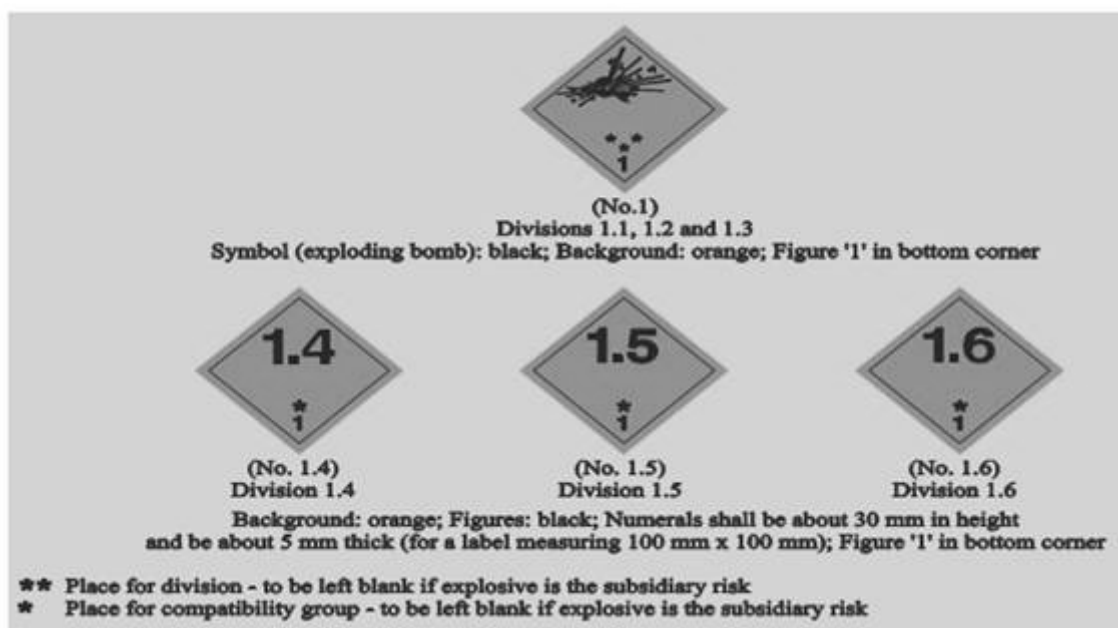 * *
*
1
(No.1)
Divisions 1.1, 1.2 and 1.3
Symbol (exploding bomb): black; Background: orange; Figure '1' in bottom corner
1.4 1.5 1.6
* * *
1 1 1
(No. 1.4) (No. 1.5) (No. 1.6)
Division 1.4 Division 1.5 Division 1.6
Background: orange; Figures: black; Numerals shall be about 30 mm in height
and be about 5 mm thick (for a label measuring 100 mm x 100 mm); Figure '1' in bottom corner
** Place for division - to be left blank if explosive is the subsidiary risk
* Place for compatibility group - to be left blank if explosive is the subsidiary risk